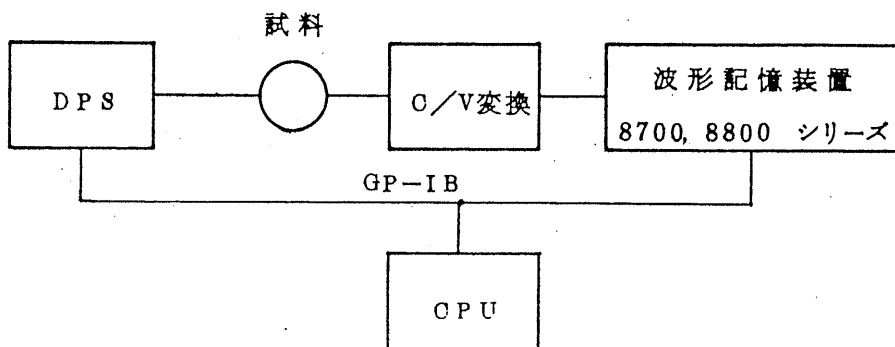 試料
DPS
C/V変換
波形記憶装置
8700, 8800 シリーズ
GP-IB
CPU